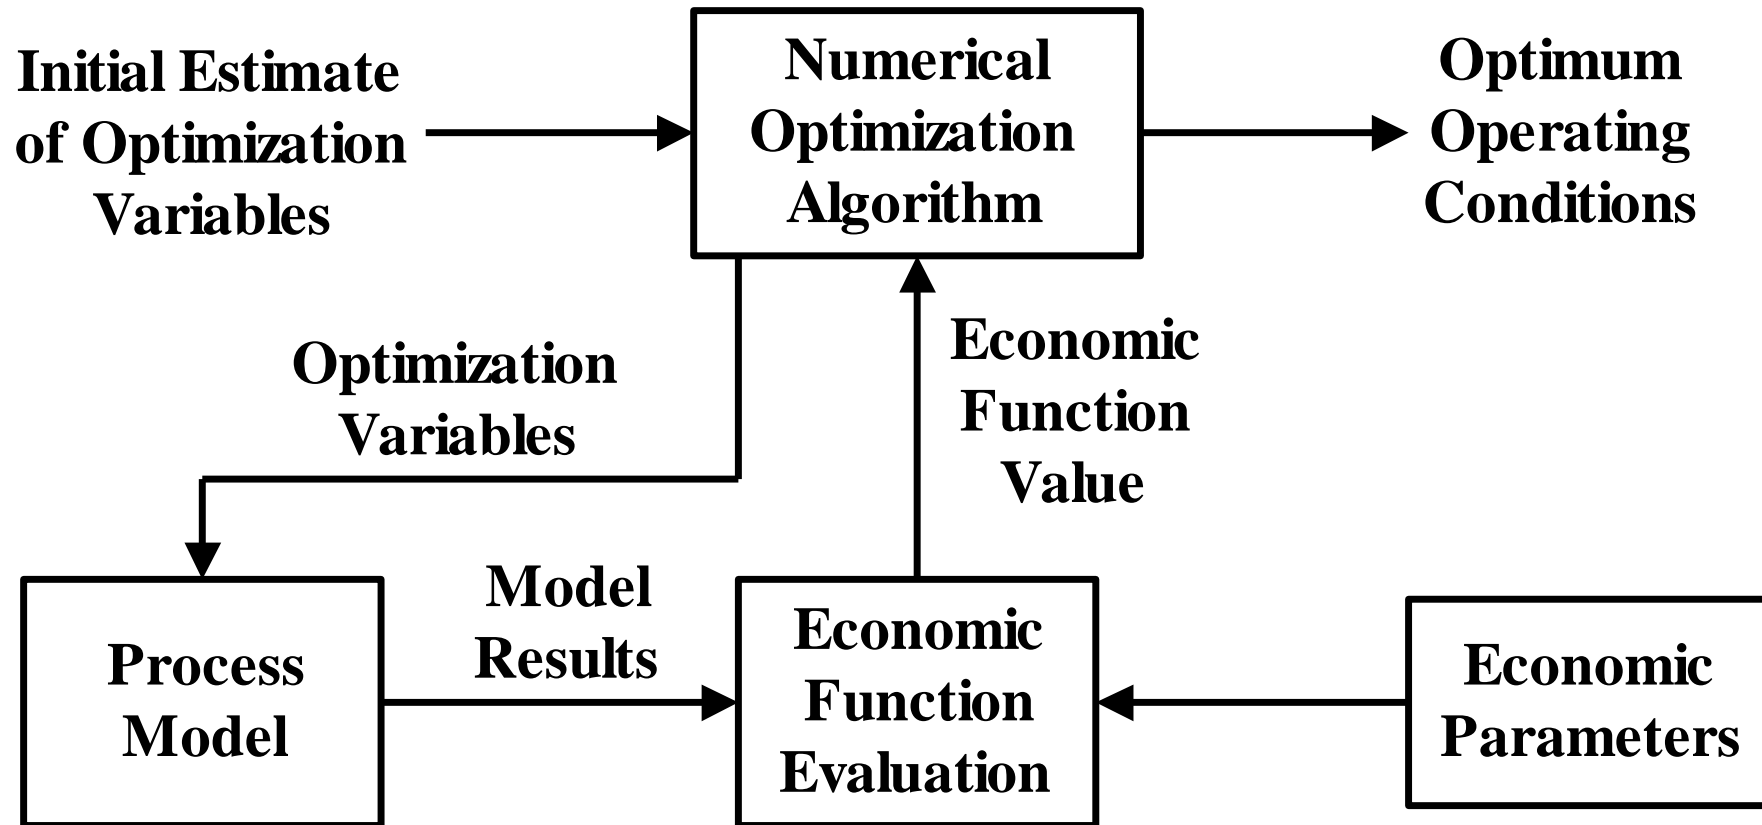 Initial Estimate
of Optimization
Variables
Numerical
Optimization
Algorithm
Optimum
Operating
Conditions
Optimization
Variables
Economic
Function
Value
Process
Model
Model
Results
Economic
Function
Evaluation
Economic
Parameters